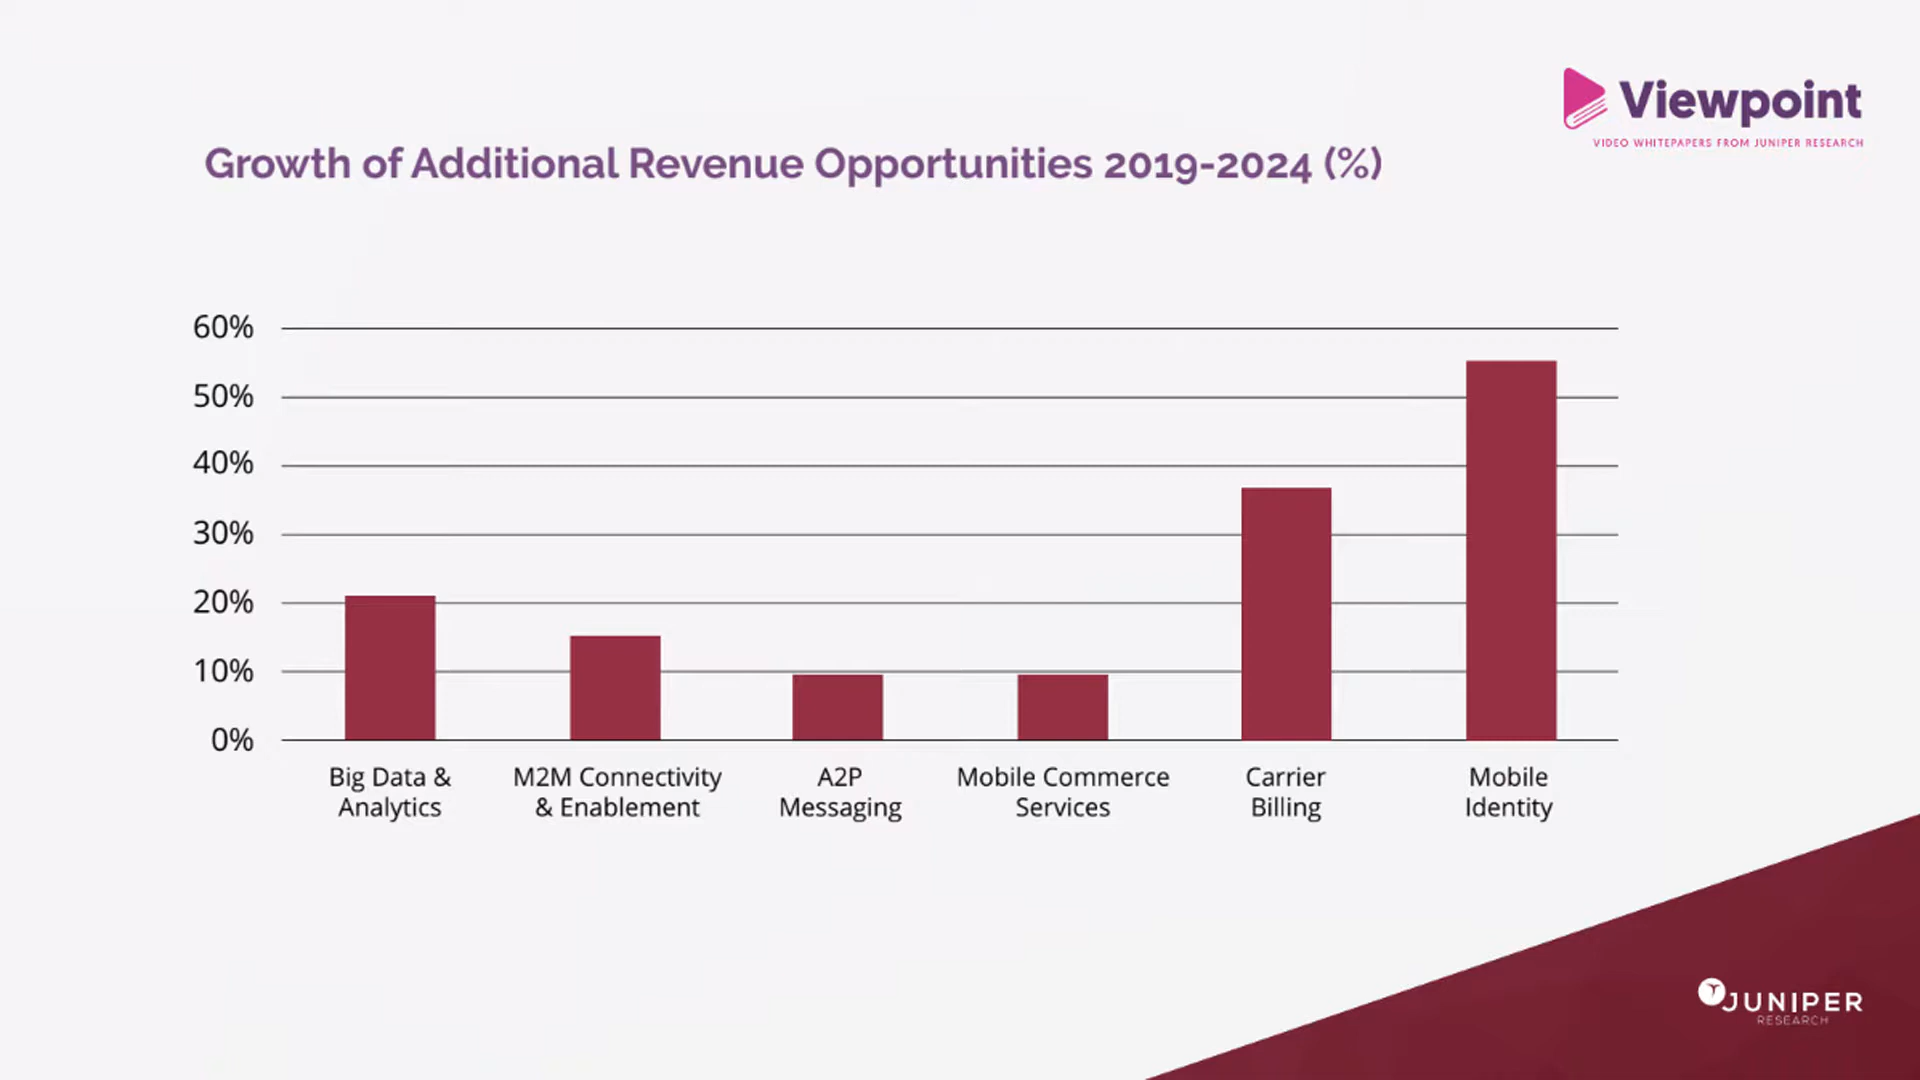 Viewpoint
VIDEO WHITEPAPERS FROM JUNIPER RESEARCH
Growth of Additional Revenue Opportunities 2019-2024 (%)
60%
50%
40%
30%
20%
10%
0%
Big Data &
Analytics
M2M Connectivity
& Enablement
A2P
Messaging
Mobile Commerce
Services
Carrier
Billing
Mobile
Identity
JUNIPER
RESEARCH